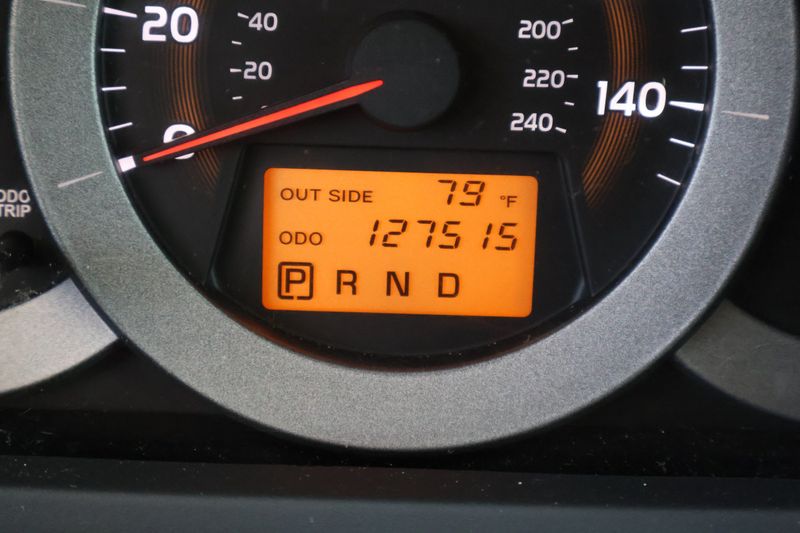 20 40 200
20 220 140
0 240
ODO
TRIP
OUT SIDE 79 °F
ODO 127515
P R N D